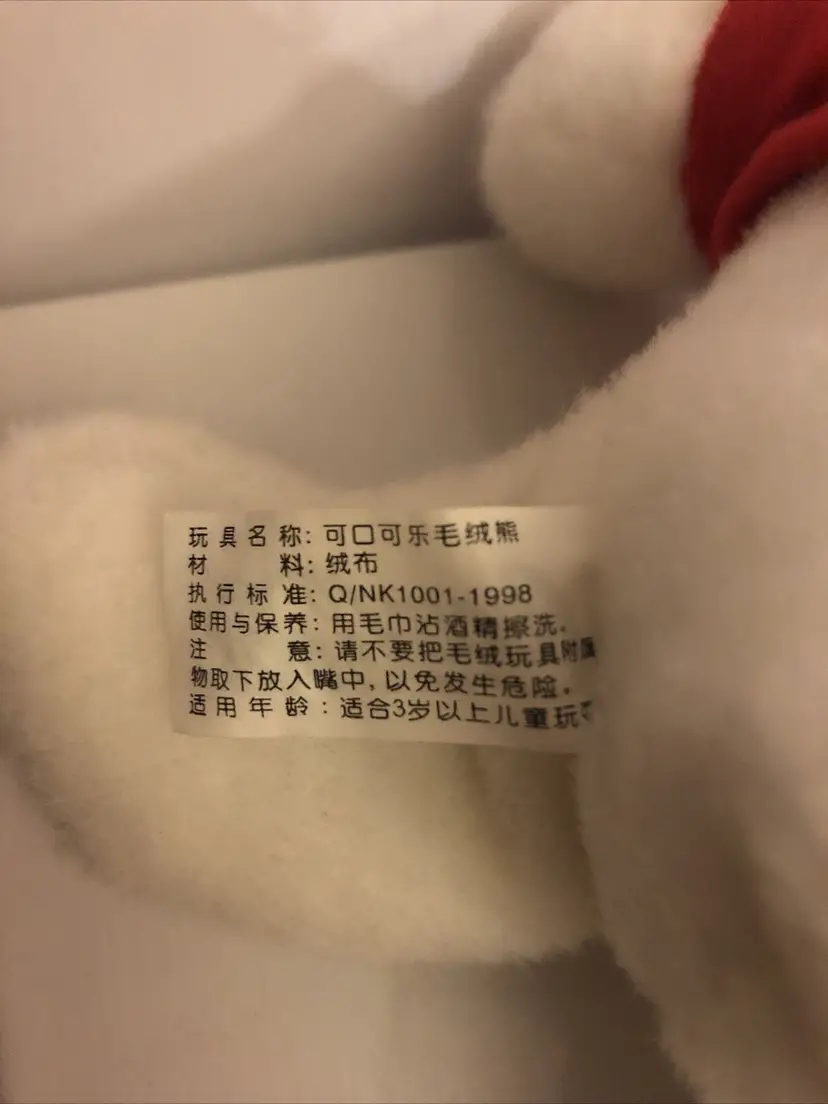 玩具名称: 可口可乐毛绒熊
材料: 绒布
执行标准: Q/NK1001-1998
使用与保养: 用毛巾沾酒精擦洗.
注意: 请不要把毛绒玩具附属
物取下放入嘴中, 以免发生危险.
适用年龄: 适合3岁以上儿童玩